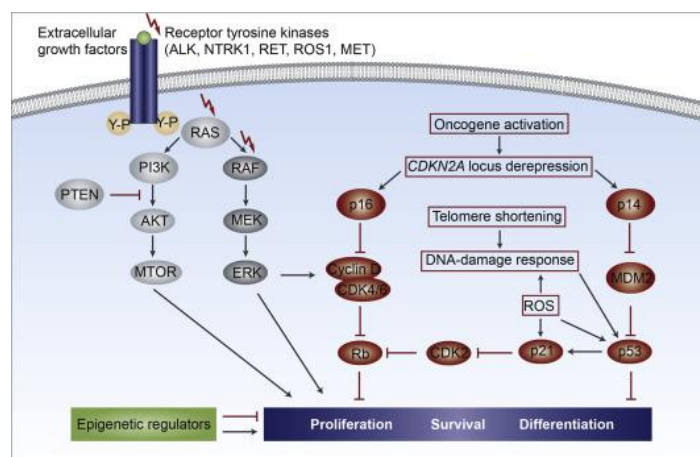 Extracellular
growth factors
Receptor tyrosine kinases
(ALK, NTRK1, RET, ROS1, MET)
Y-P
Y-P
RAS
PI3K
RAF
PTEN
AKT
MEK
MTOR
ERK
Oncogene activation
CDKN2A locus derepression
p16
p14
Telomere shortening
DNA-damage response
Cyclin D
CDK4/6
MDM2
ROS
Rb
CDK2
p21
p53
Epigenetic regulators
Proliferation Survival Differentiation